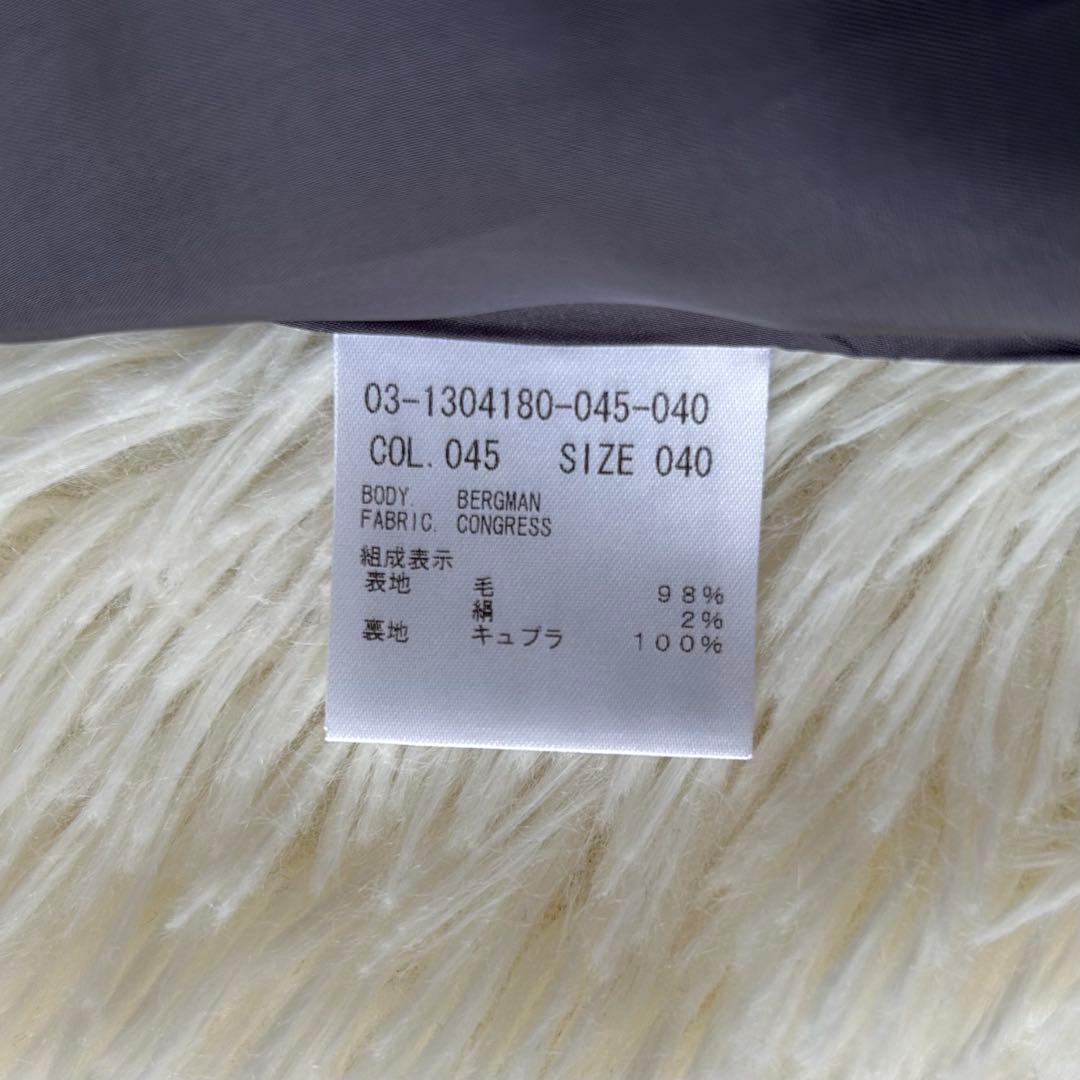 03-1304180-045-040
COL. 045 SIZE 040
BODY. BERGMAN
FABRIC. CONGRESS
組成表示
表地 毛 98%
絹 2%
裏地 キュプラ 100%